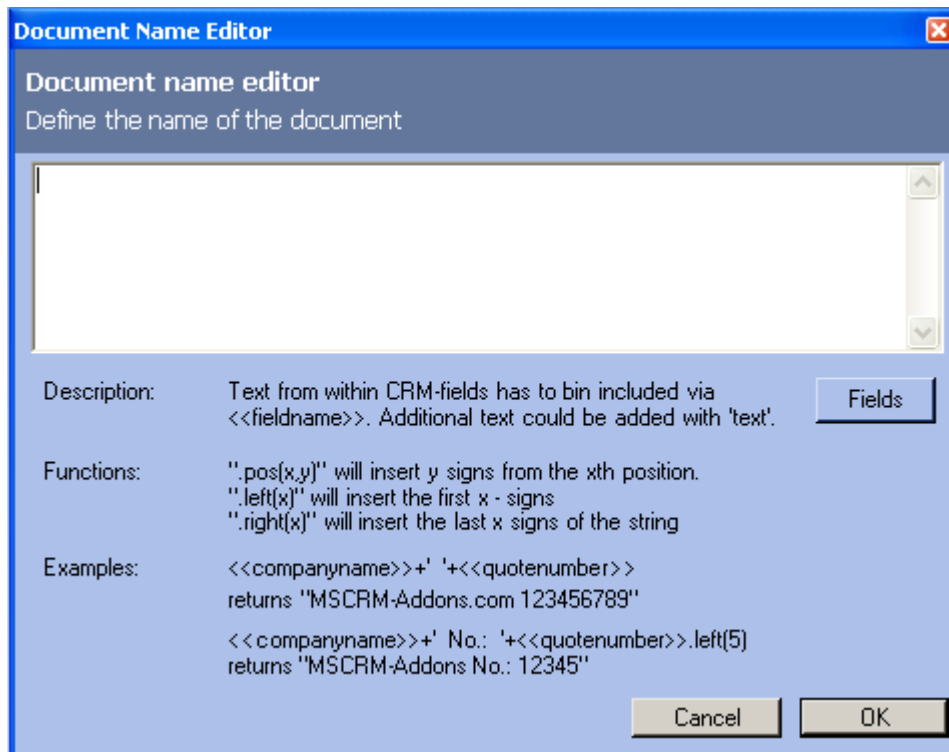 Document Name Editor
Document name editor
Define the name of the document
Description: Text from within CRM-fields has to bin included via
<<fieldname>>. Additional text could be added with 'text'.
Fields
Functions: ".pos(x,y)" will insert y signs from the xth position.
".left(x)" will insert the first x - signs
".right(x)" will insert the last x signs of the string
Examples: <<companyname>>+' '+<<quotenumber>>
returns "MSCRM-Addons.com 123456789"
<<companyname>>+' No.: '+<<quotenumber>>.left(5)
returns "MSCRM-Addons No.: 12345"
Cancel OK